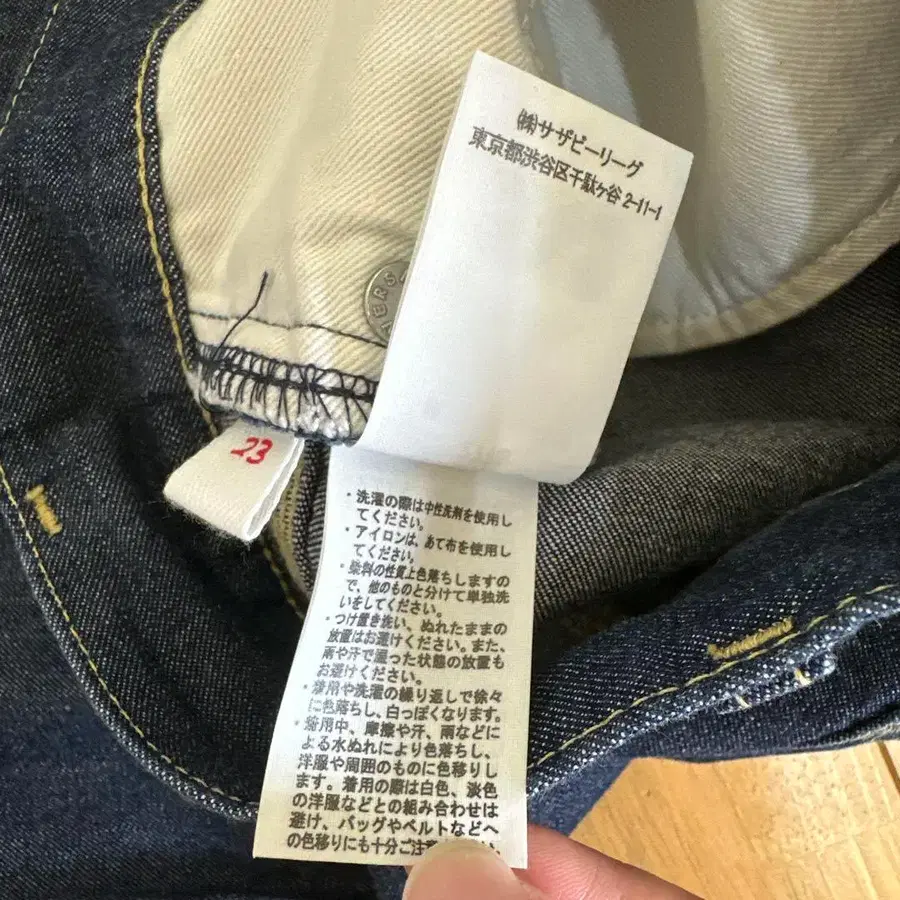 ㈱サザビーリーグ
東京都渋谷区千駄ヶ谷 2-11-1
ERS
23
・洗濯の際は中性洗剤を使用し
てください。
・アイロンは、あて布を使用し
てください。
・染料の性質上色落ちしますの
で、他のものと分けて単独洗
いをしてください。
・つけ置き洗い、ぬれたままの
放置はお避けください。また、
雨や汗で湿った状態の放置も
お避けください。
・着用や洗濯の繰り返しで徐々
に色落ちし、白っぽくなります。
・着用中、摩擦や汗、雨などに
よる水ぬれにより色落ちし、
洋服や周囲のものに色移りし
ます。着用の際は白色、淡色
の洋服などとの組み合わせは
避け、バッグやベルトなどへ
の色移りにも十分ご注意